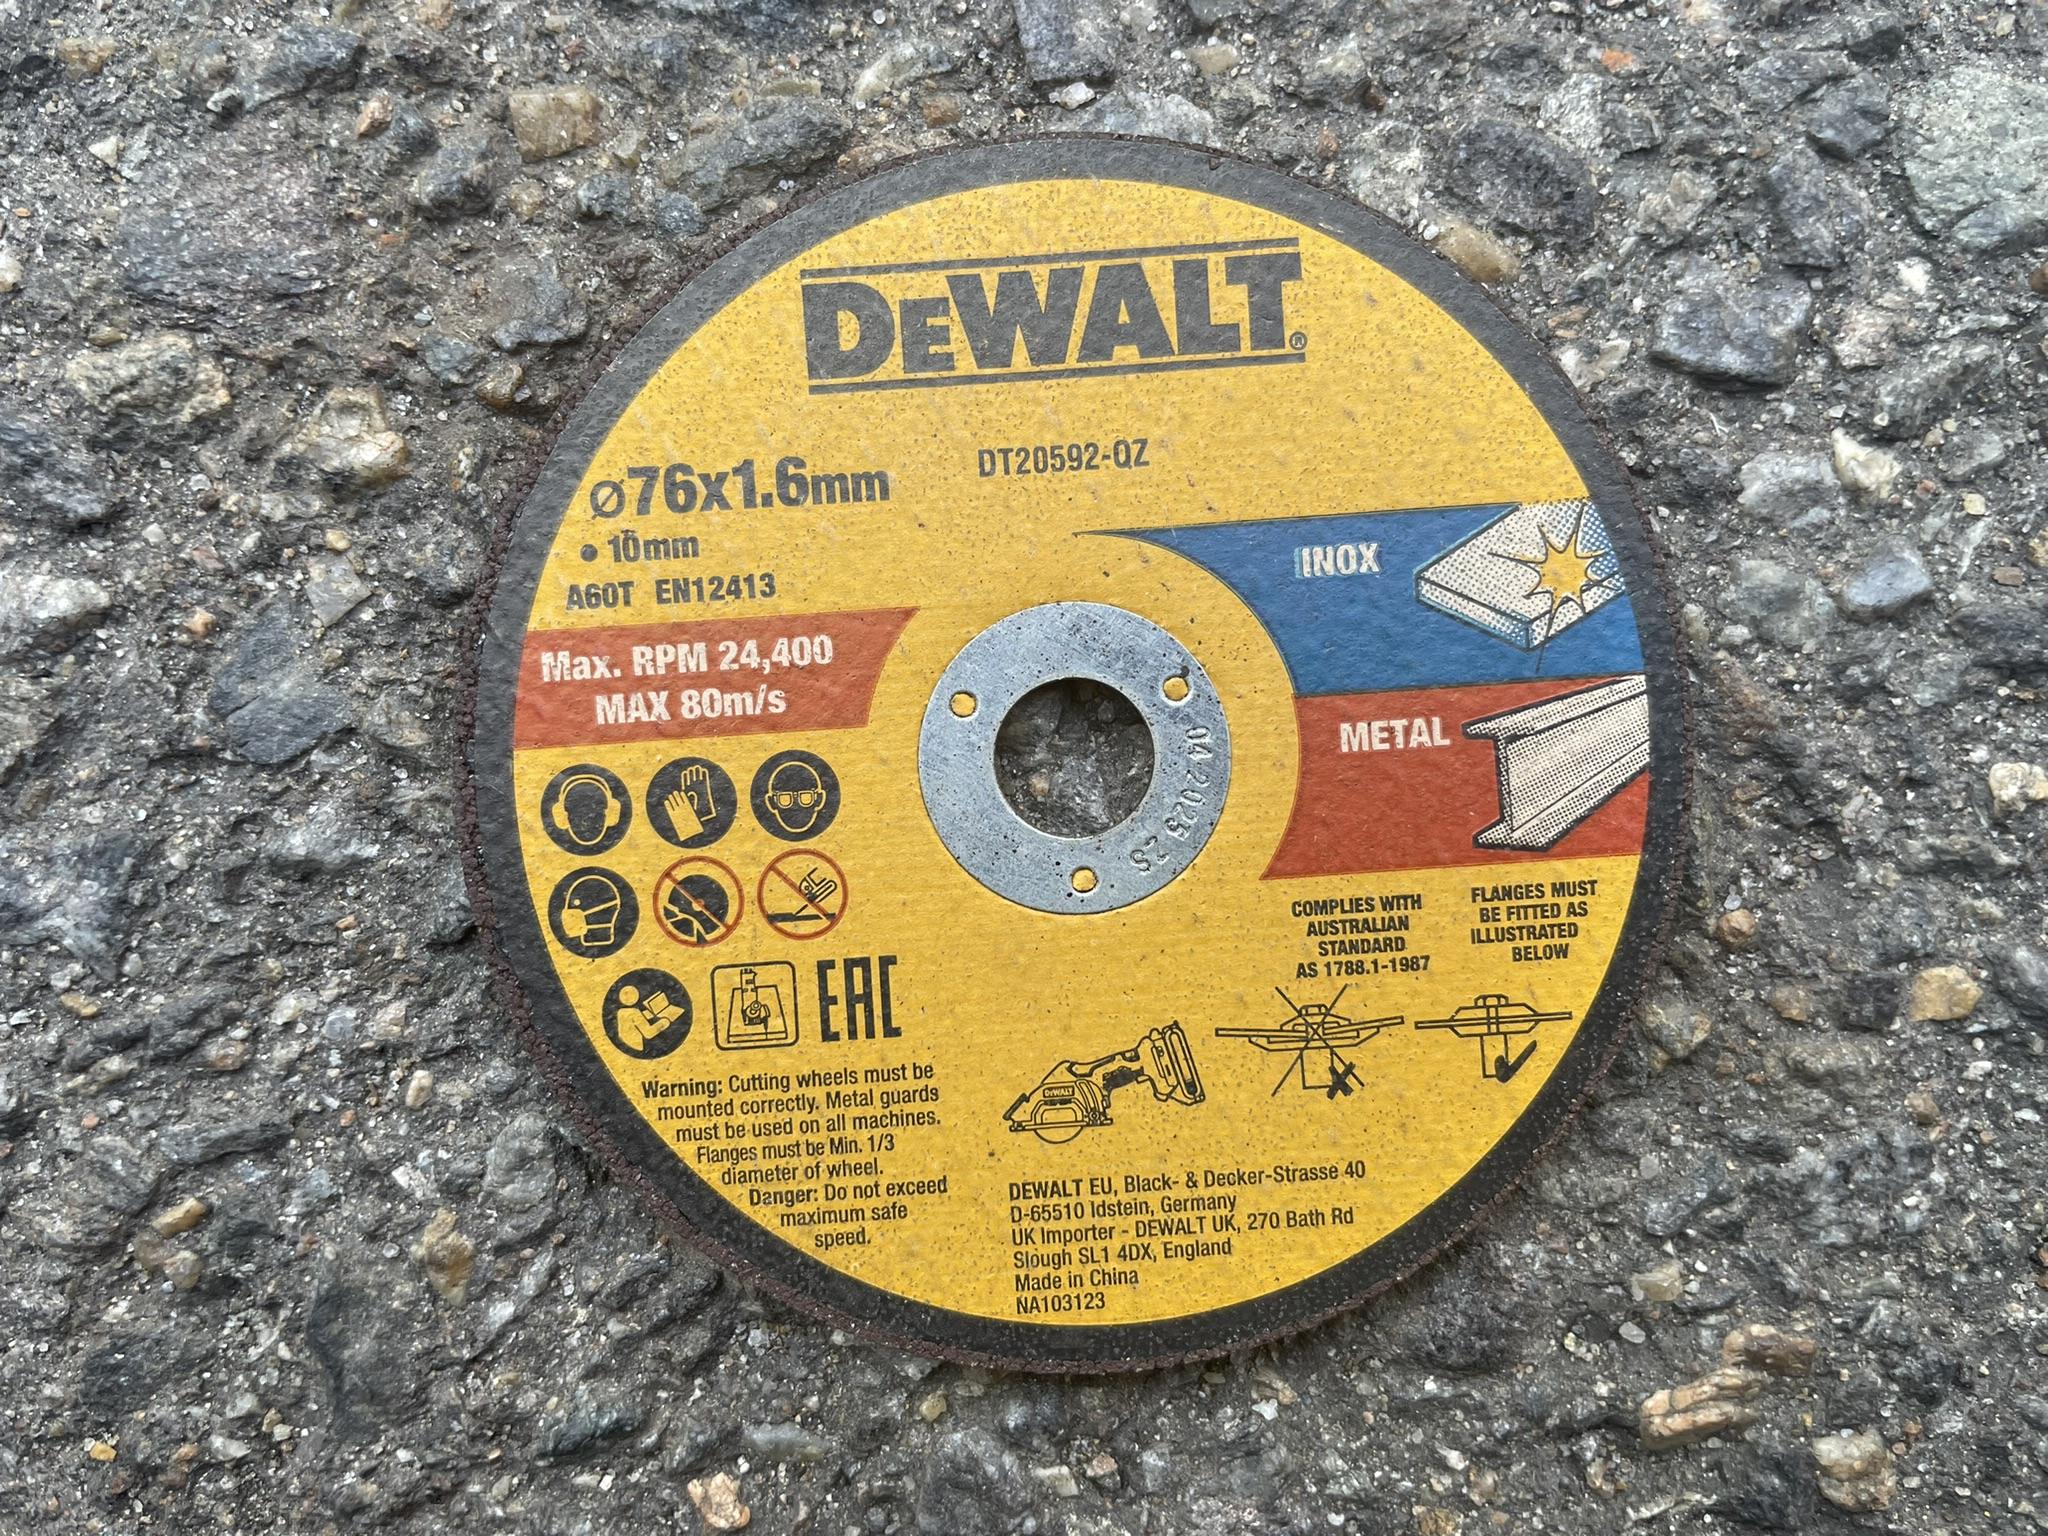 DEWALT®
DT20592-QZ
Ø76x1.6mm
• 10mm
A60T EN12413
Max. RPM 24,400
MAX 80m/s
INOX
METAL
04 2025
COMPLIES WITH
AUSTRALIAN
STANDARD
AS 1788.1-1987
FLANGES MUST
BE FITTED AS
ILLUSTRATED
BELOW
EAC
Warning: Cutting wheels must be
mounted correctly. Metal guards
must be used on all machines.
Flanges must be Min. 1/3
diameter of wheel.
Danger: Do not exceed
maximum safe
speed.
DEWALT
DEWALT EU, Black- & Decker-Strasse 40
D-65510 Idstein, Germany
UK Importer - DEWALT UK, 270 Bath Rd
Slough SL1 4DX, England
Made in China
NA103123